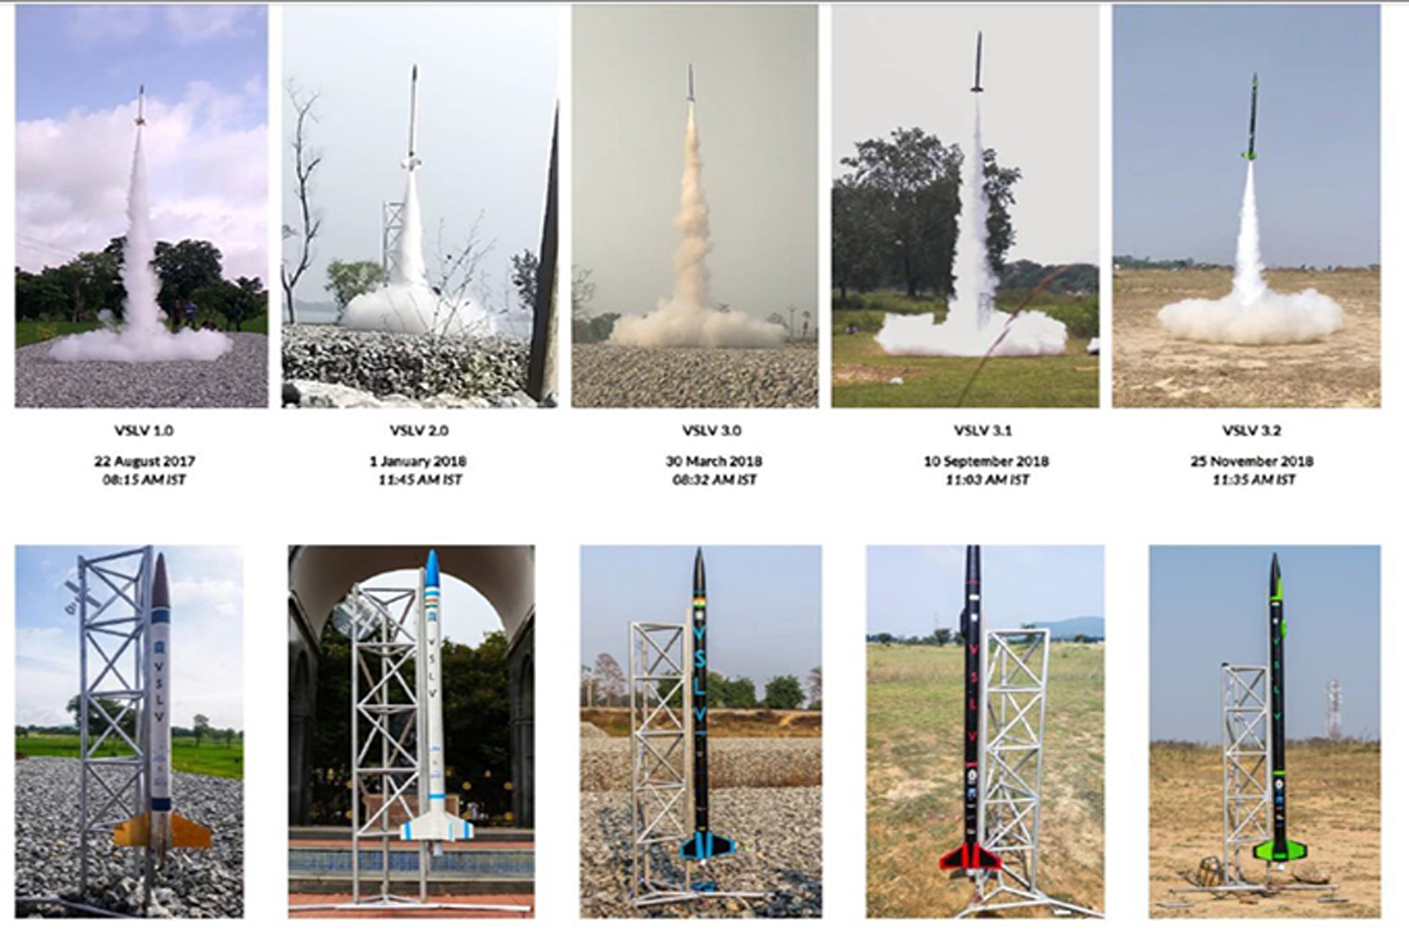 VSLV 1.0
22 August 2017
08:15 AM IST
VSLV 2.0
1 January 2018
11:45 AM IST
VSLV 3.0
30 March 2018
08:32 AM IST
VSLV 3.1
10 September 2018
11:03 AM IST
VSLV 3.2
25 November 2018
11:35 AM IST
VSLV
VSLV
VSLV
VSLV
VSLV